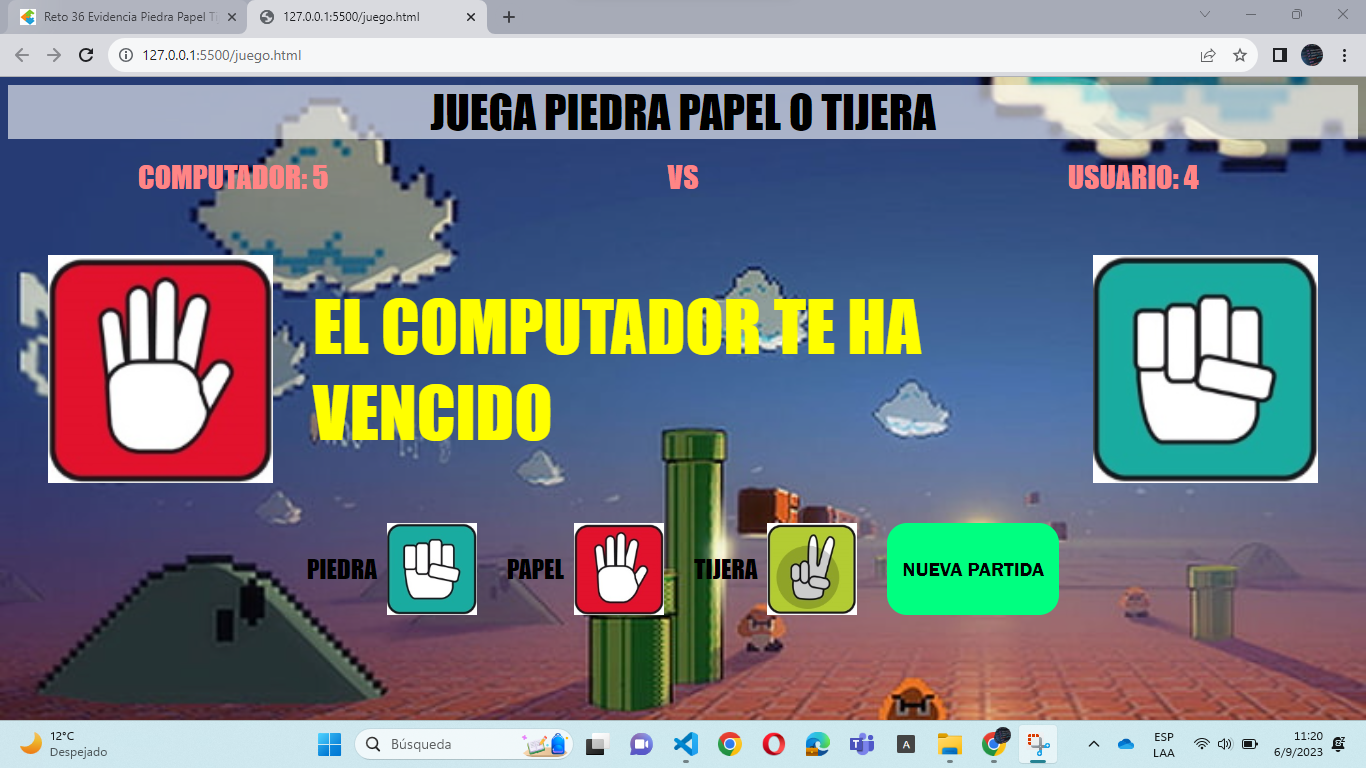 Reto 36 Evidencia Piedra Papel Ti
127.0.0.1:5500/juego.html
127.0.0.1:5500/juego.html
JUEGA PIEDRA PAPEL O TIJERA
COMPUTADOR: 5
VS
USUARIO: 4
EL COMPUTADOR TE HA
VENCIDO
PIEDRA
PAPEL
TIJERA
NUEVA PARTIDA
12°C
Despejado
Búsqueda
A
ESP
LAA
11:20
6/9/2023